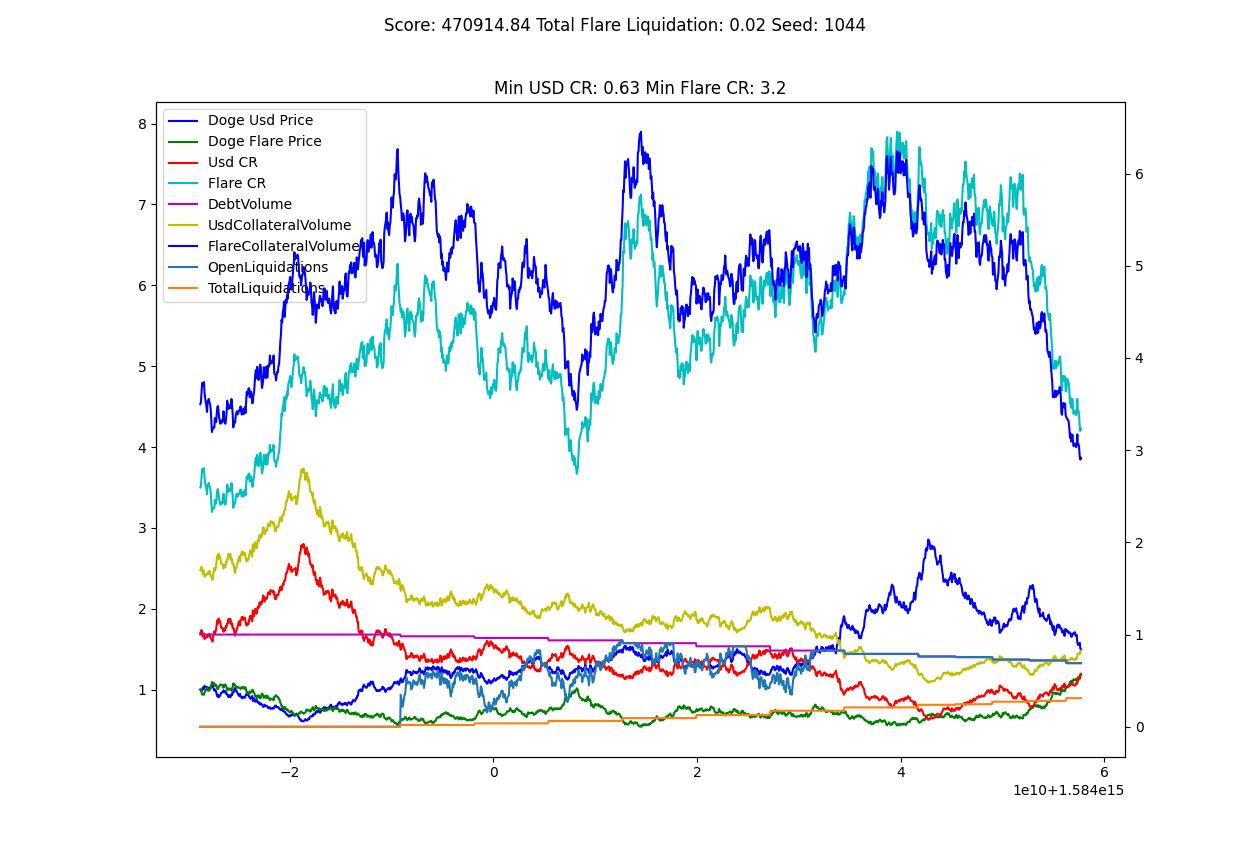 Score: 470914.84 Total Flare Liquidation: 0.02 Seed: 1044
Min USD CR: 0.63 Min Flare CR: 3.2
Doge Usd Price
Doge Flare Price
Usd CR
Flare CR
DebtVolume
UsdCollateralVolume
FlareCollateralVolume
OpenLiquidations
TotalLiquidations
8
7
6
5
4
3
2
1
6
5
4
3
2
1
0
−2
0
2
4
6
1e10+1.584e15